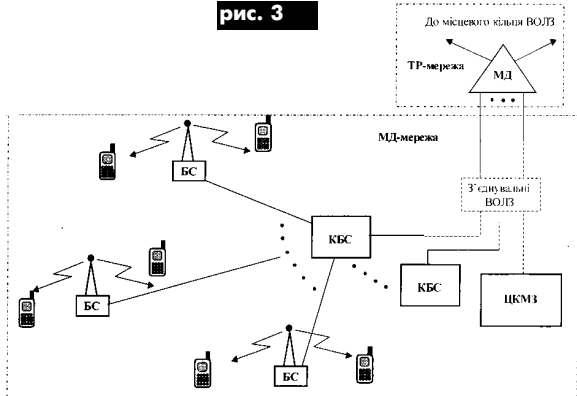 рис. 3
До місцевого кільця ВОЛЗ
ТР-мережа
МД
МД-мережа
БС
З`єднувальні
ВОЛЗ
КБС
БС
КБС
ЦКМЗ
БС